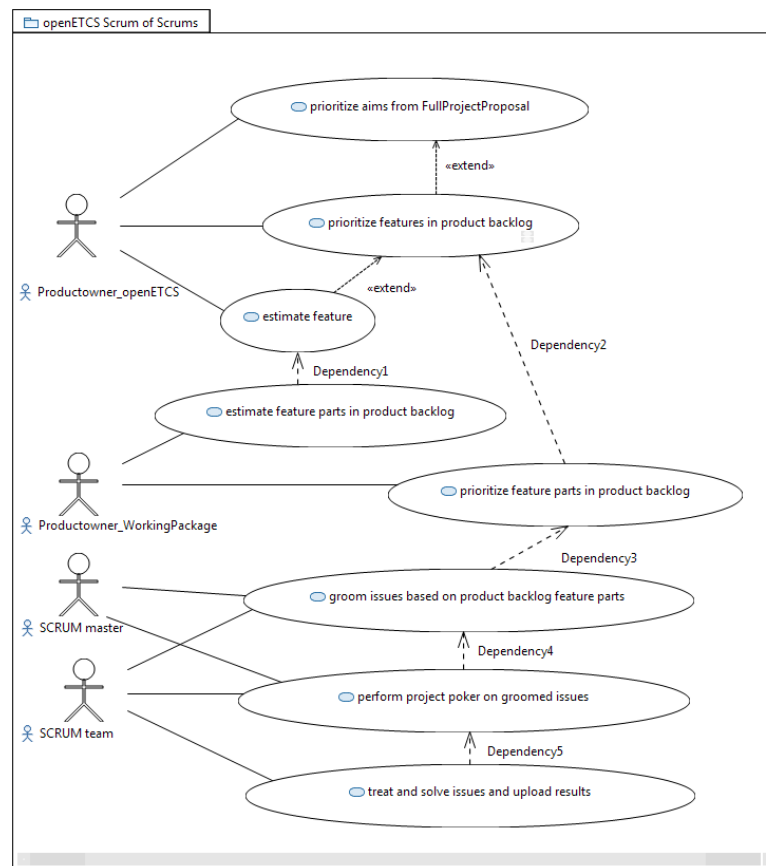 openETCS Scrum of Scrums
prioritize aims from FullProjectProposal
«extend»
prioritize features in product backlog
Productowner_openETCS
«extend»
estimate feature
Dependency2
Dependency1
estimate feature parts in product backlog
prioritize feature parts in product backlog
Productowner_WorkingPackage
Dependency3
groom issues based on product backlog feature parts
SCRUM master
Dependency4
perform project poker on groomed issues
SCRUM team
Dependency5
treat and solve issues and upload results